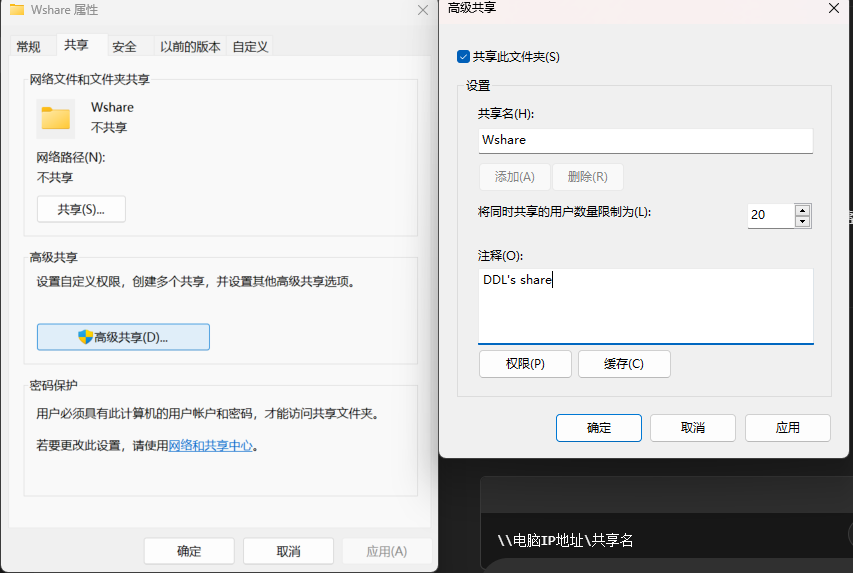 Wshare 属性
常规 共享 安全 以前的版本 自定义
网络文件和文件夹共享
Wshare
不共享
网络路径(N):
不共享
共享(S)...
高级共享
设置自定义权限，创建多个共享，并设置其他高级共享选项。
高级共享(D)...
密码保护
用户必须具有此计算机的用户帐户和密码，才能访问共享文件夹。
若要更改此设置，请使用网络和共享中心。
确定 取消 应用(A)
高级共享
共享此文件夹(S)
设置
共享名(H):
Wshare
添加(A) 删除(R)
将同时共享的用户数量限制为(L): 20
注释(O):
DDL's share
权限(P) 缓存(C)
确定 取消 应用
\\电脑IP地址\共享名